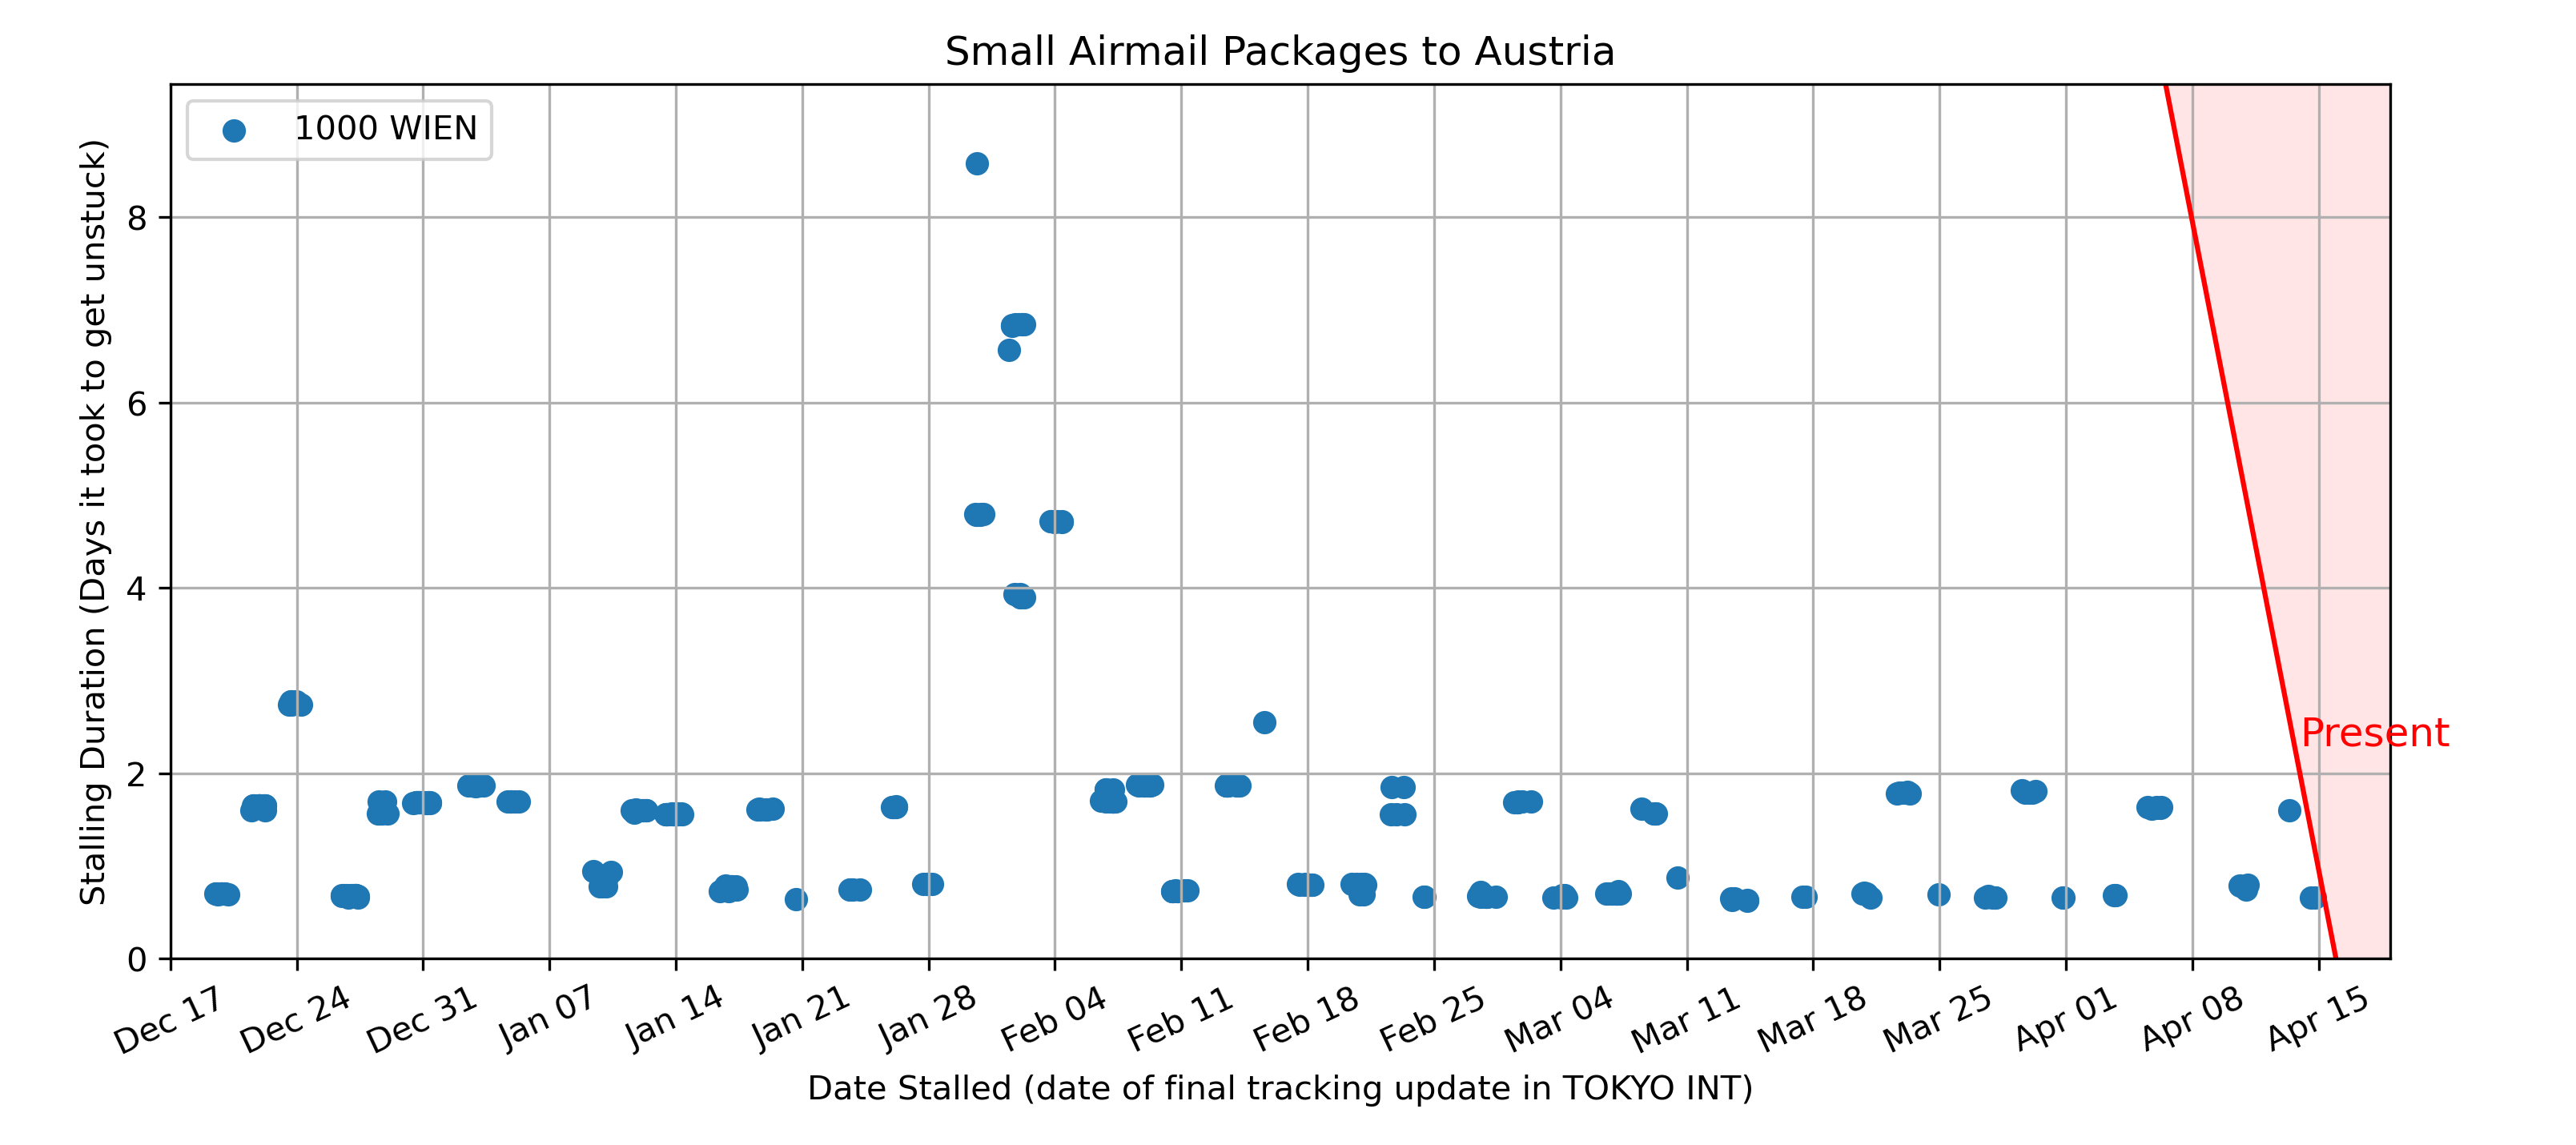 Small Airmail Packages to Austria
1000 WIEN
Stalling Duration (Days it took to get unstuck)
8
6
4
2
0
Present
Dec 17
Dec 24
Dec 31
Jan 07
Jan 14
Jan 21
Jan 28
Feb 04
Feb 11
Feb 18
Feb 25
Mar 04
Mar 11
Mar 18
Mar 25
Apr 01
Apr 08
Apr 15
Date Stalled (date of final tracking update in TOKYO INT)